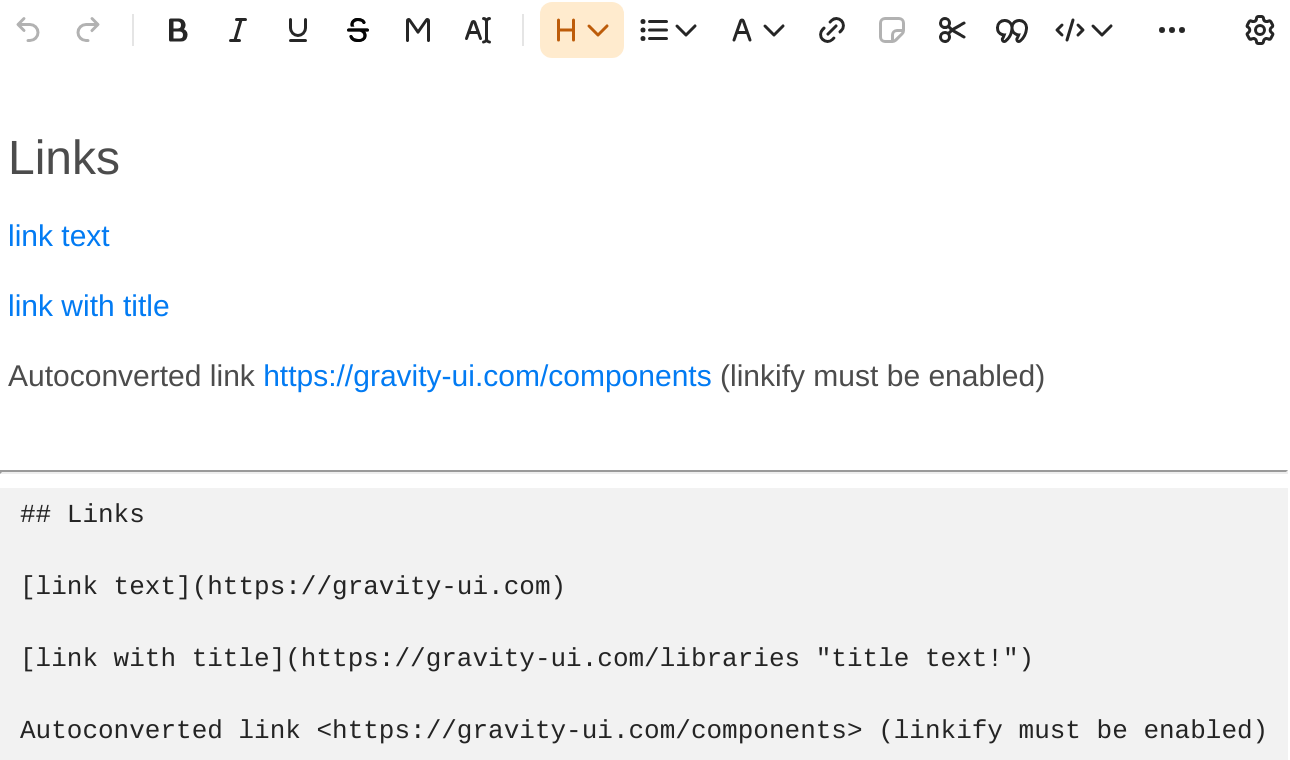 Links
link text
link with title
Autoconverted link https://gravity-ui.com/components (linkify must be enabled)
## Links
[link text](https://gravity-ui.com)
[link with title](https://gravity-ui.com/libraries "title text!")
Autoconverted link <https://gravity-ui.com/components> (linkify must be enabled)